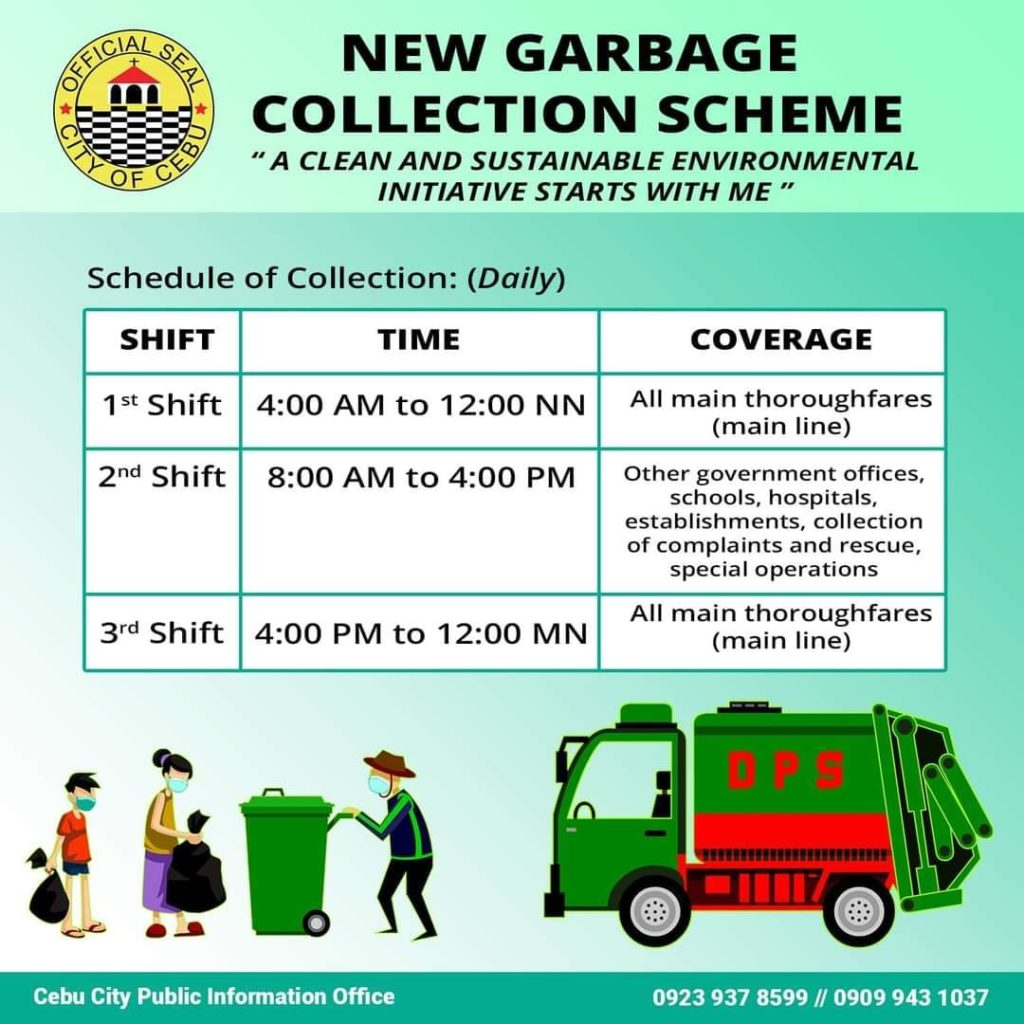 OFFICIAL SEAL
CITY OF CEBU
NEW GARBAGE
COLLECTION SCHEME
“ A CLEAN AND SUSTAINABLE ENVIRONMENTAL
INITIATIVE STARTS WITH ME ”
Schedule of Collection: (Daily)
SHIFT TIME COVERAGE
1st Shift 4:00 AM to 12:00 NN All main thoroughfares
(main line)
2nd Shift 8:00 AM to 4:00 PM Other government offices,
schools, hospitals,
establishments, collection
of complaints and rescue,
special operations
3rd Shift 4:00 PM to 12:00 MN All main thoroughfares
(main line)
DPS
Cebu City Public Information Office 0923 937 8599 // 0909 943 1037